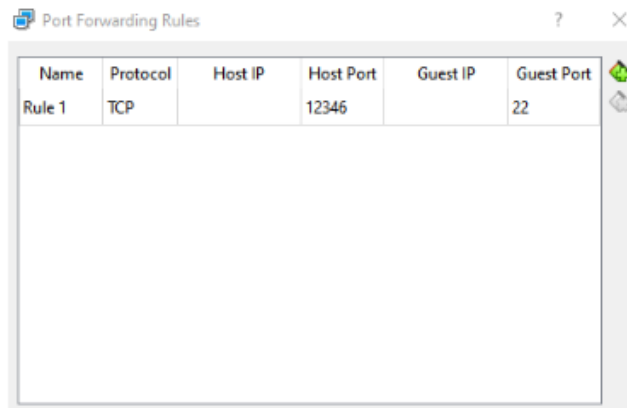 Port Forwarding Rules
Name Protocol Host IP Host Port Guest IP Guest Port
Rule 1 TCP 12346 22